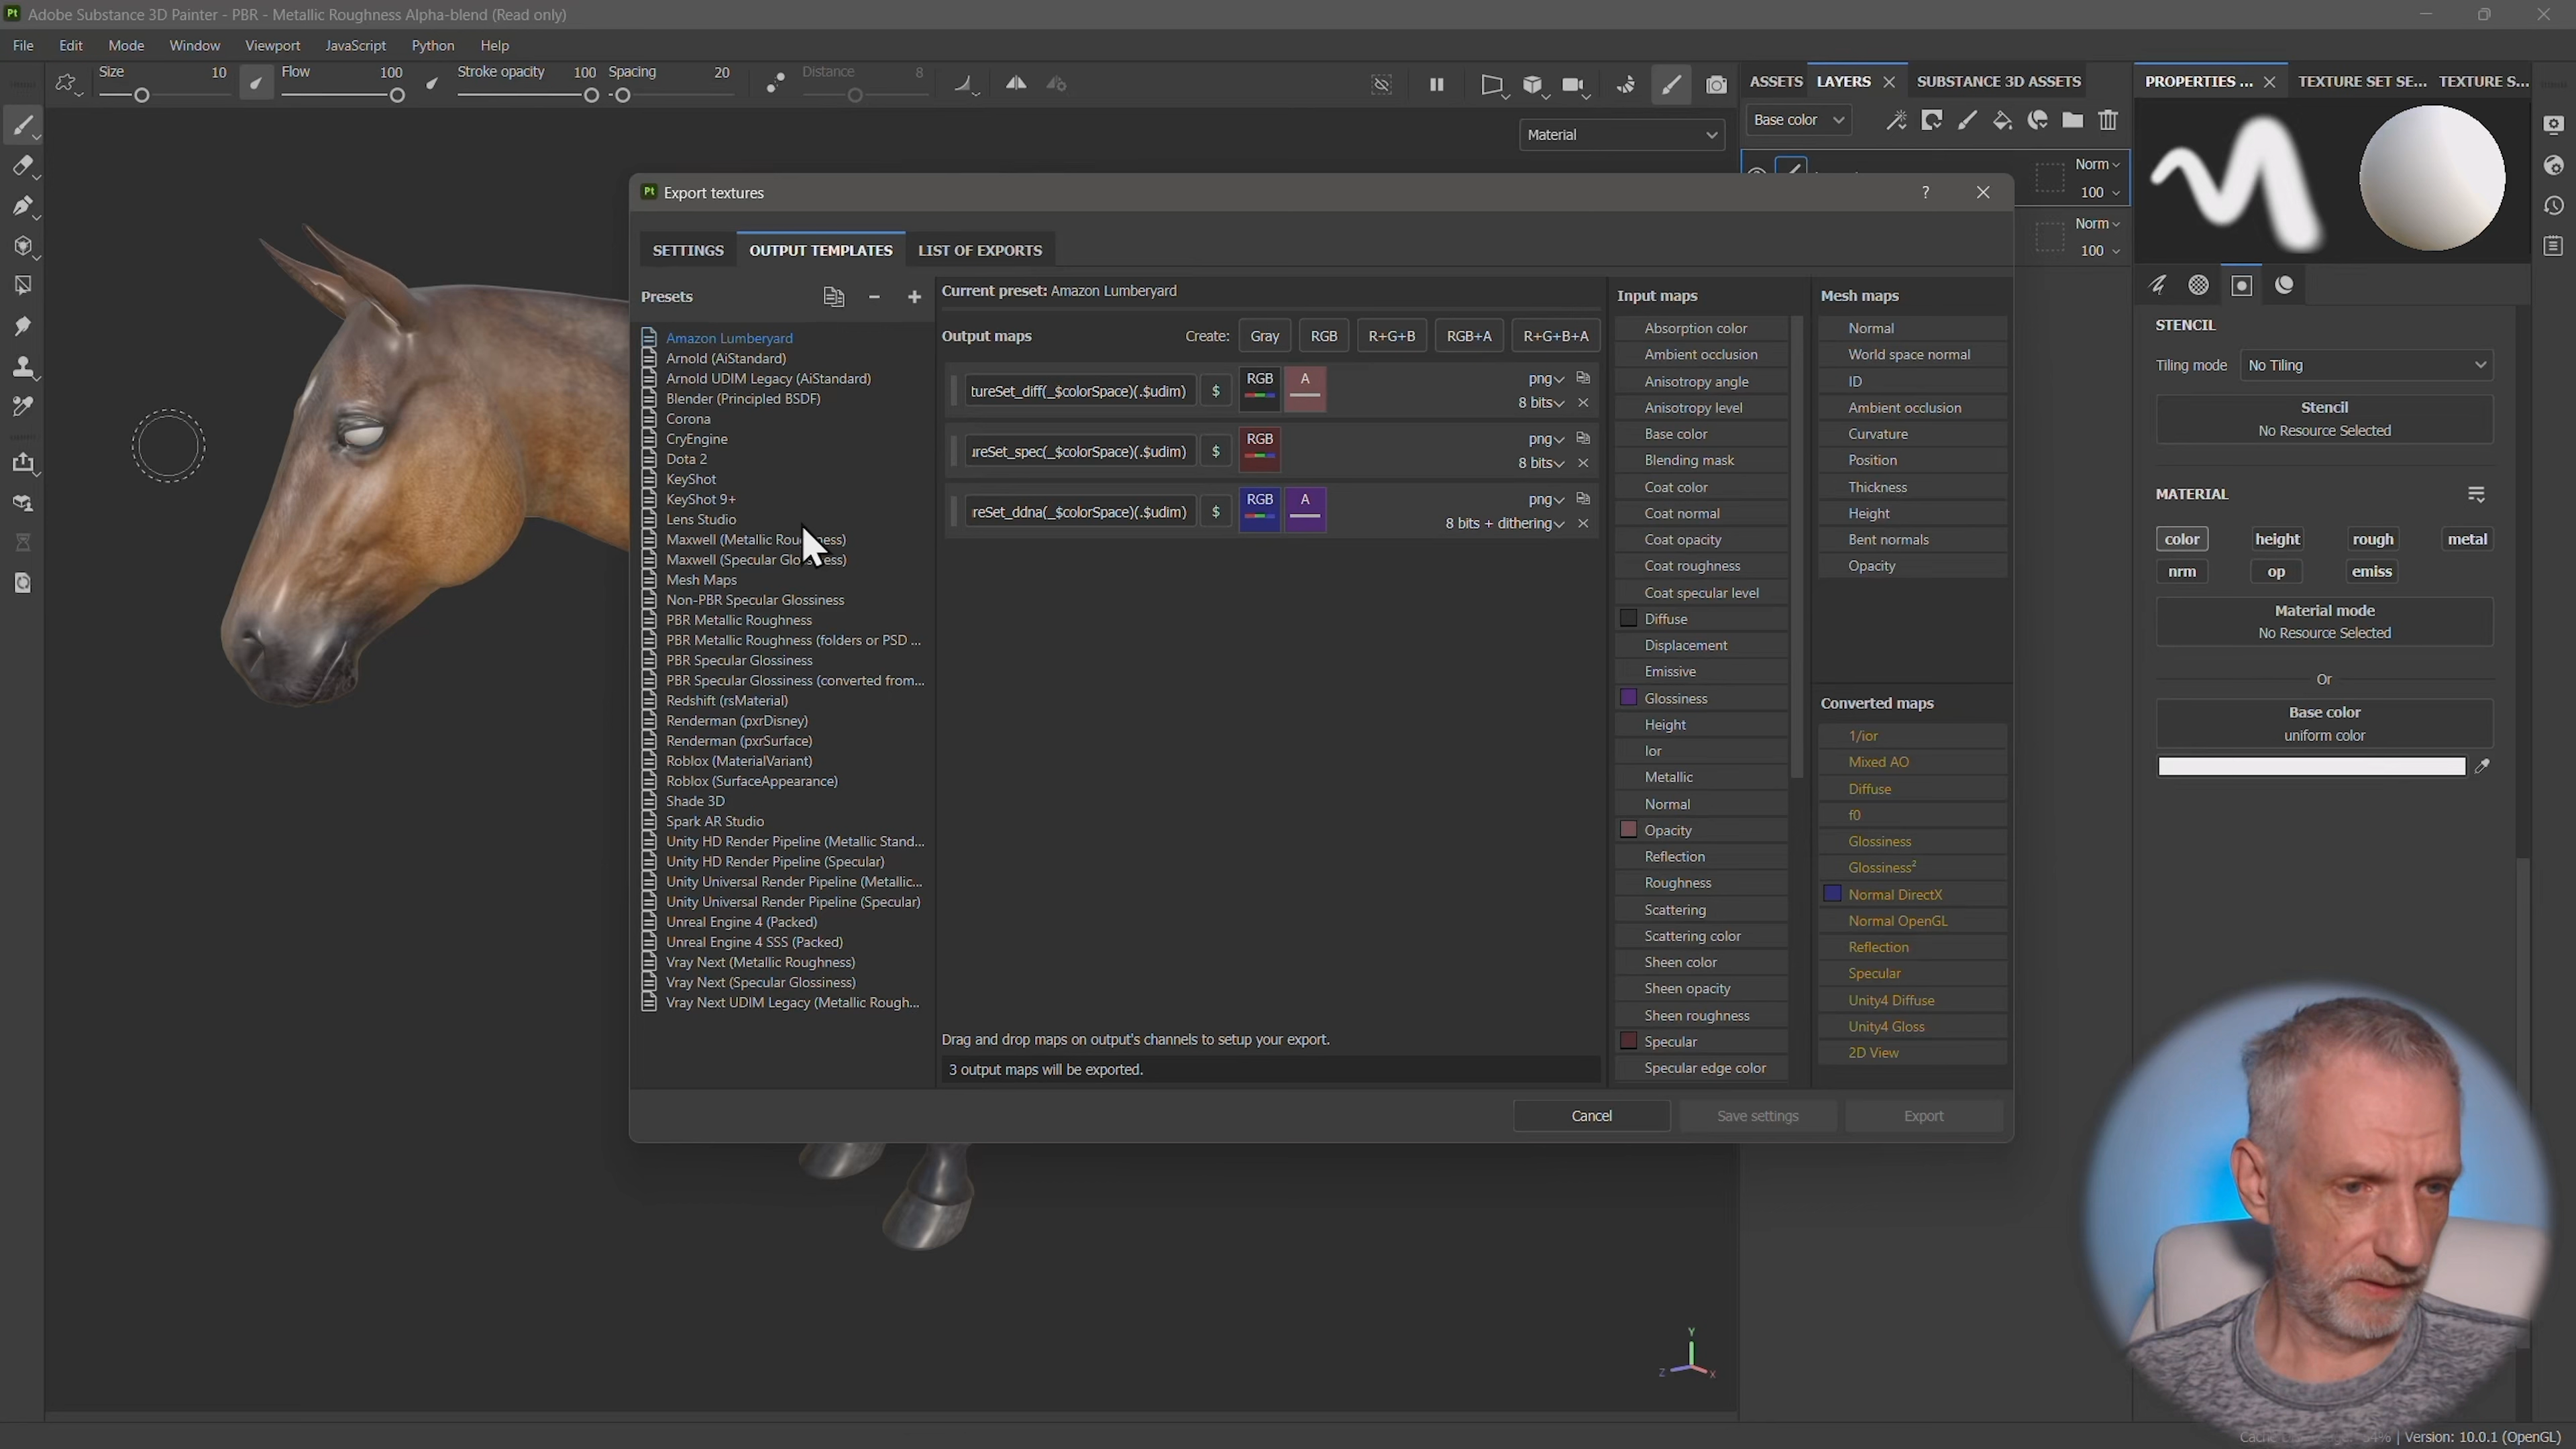 Pt Adobe Substance 3D Painter - PBR - Metallic Roughness Alpha-blend (Read only)
File Edit Mode Window Viewport JavaScript Python Help
Size 10 Flow 100 Stroke opacity 100 Spacing 20 Distance 8
ASSETS LAYERS SUBSTANCE 3D ASSETS
PROPERTIES ... TEXTURE SET SE... TEXTURE S...
Material
Base color
Norm
100
Norm
100
Pt Export textures ?
SETTINGS OUTPUT TEMPLATES LIST OF EXPORTS
Presets
Amazon Lumberyard
Arnold (AiStandard)
Arnold UDIM Legacy (AiStandard)
Blender (Principled BSDF)
Corona
CryEngine
Dota 2
KeyShot
KeyShot 9+
Lens Studio
Maxwell (Metallic Rou ness)
Maxwell (Specular Glo ess)
Mesh Maps
Non-PBR Specular Glossiness
PBR Metallic Roughness
PBR Metallic Roughness (folders or PSD ...
PBR Specular Glossiness
PBR Specular Glossiness (converted from...
Redshift (rsMaterial)
Renderman (pxrDisney)
Renderman (pxrSurface)
Roblox (MaterialVariant)
Roblox (SurfaceAppearance)
Shade 3D
Spark AR Studio
Unity HD Render Pipeline (Metallic Stand...
Unity HD Render Pipeline (Specular)
Unity Universal Render Pipeline (Metallic...
Unity Universal Render Pipeline (Specular)
Unreal Engine 4 (Packed)
Unreal Engine 4 SSS (Packed)
Vray Next (Metallic Roughness)
Vray Next (Specular Glossiness)
Vray Next UDIM Legacy (Metallic Rough...
Current preset: Amazon Lumberyard
Output maps Create: Gray RGB R+G+B RGB+A R+G+B+A
tureSet_diff(_$colorSpace)(.$udim) $ RGB A png
8 bits
ureSet_spec(_$colorSpace)(.$udim) $ RGB png
8 bits
reSet_ddna(_$colorSpace)(.$udim) $ RGB A png
8 bits + dithering
Drag and drop maps on output's channels to setup your export.
3 output maps will be exported.
Input maps
Absorption color
Ambient occlusion
Anisotropy angle
Anisotropy level
Base color
Blending mask
Coat color
Coat normal
Coat opacity
Coat roughness
Coat specular level
Diffuse
Displacement
Emissive
Glossiness
Height
Ior
Metallic
Normal
Opacity
Reflection
Roughness
Scattering
Scattering color
Sheen color
Sheen opacity
Sheen roughness
Specular
Specular edge color
Mesh maps
Normal
World space normal
ID
Ambient occlusion
Curvature
Position
Thickness
Height
Bent normals
Opacity
Converted maps
1/ior
Mixed AO
Diffuse
f0
Glossiness
Glossiness²
Normal DirectX
Normal OpenGL
Reflection
Specular
Unity4 Diffuse
Unity4 Gloss
2D View
Cancel Save settings Export
STENCIL
Tiling mode No Tiling
Stencil
No Resource Selected
MATERIAL
color height rough metal
nrm op emiss
Material mode
No Resource Selected
Or
Base color
uniform color
Y
Z X
Version: 10.0.1 (OpenGL)